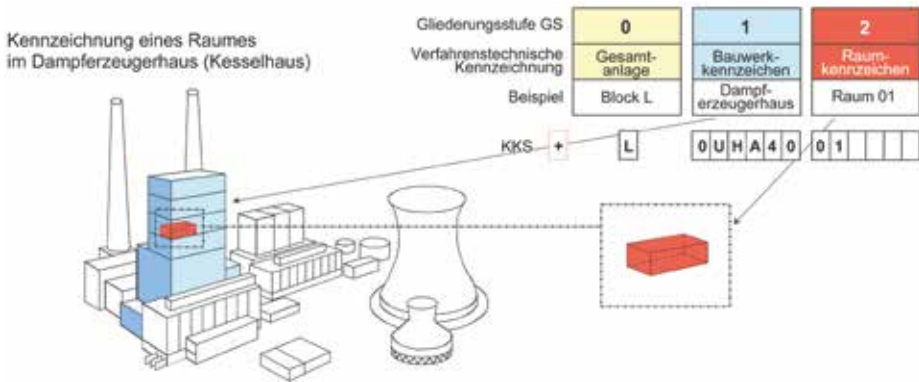 Kennzeichnung eines Raumes
im Dampferzeugerhaus (Kesselhaus)
Gliederungsstufe GS 0 1 2
Verfahrenstechnische
Kennzeichnung
Gesamt-
anlage
Bauwerk-
kennzeichen
Raum-
kennzeichen
Beispiel Block L
Dampf-
erzeugerhaus
Raum 01
KKS + L 0 U H A 4 0 0 1